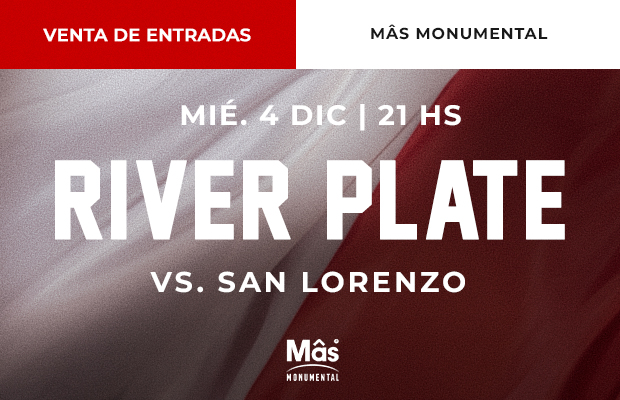 VENTA DE ENTRADAS
MÂS MONUMENTAL
MIÉ. 4 DIC | 21 HS
RIVER PLATE
VS. SAN LORENZO
Mâs
MONUMENTAL